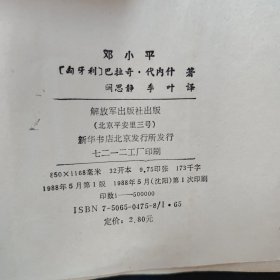 邓小平
〔匈牙利〕巴拉奇·代内什 著
阚思静 季叶 译
解放军出版社出版
(北京平安里三号)
新华书店北京发行所发行
七二一二工厂印刷
850×1168毫米 32开本 9.75印张 173千字
1988年5月第1版 1988年5月(沈阳)第1次印刷
印数1—500000
ISBN 7-5065-0475-8/I·65
定价: 2.80元